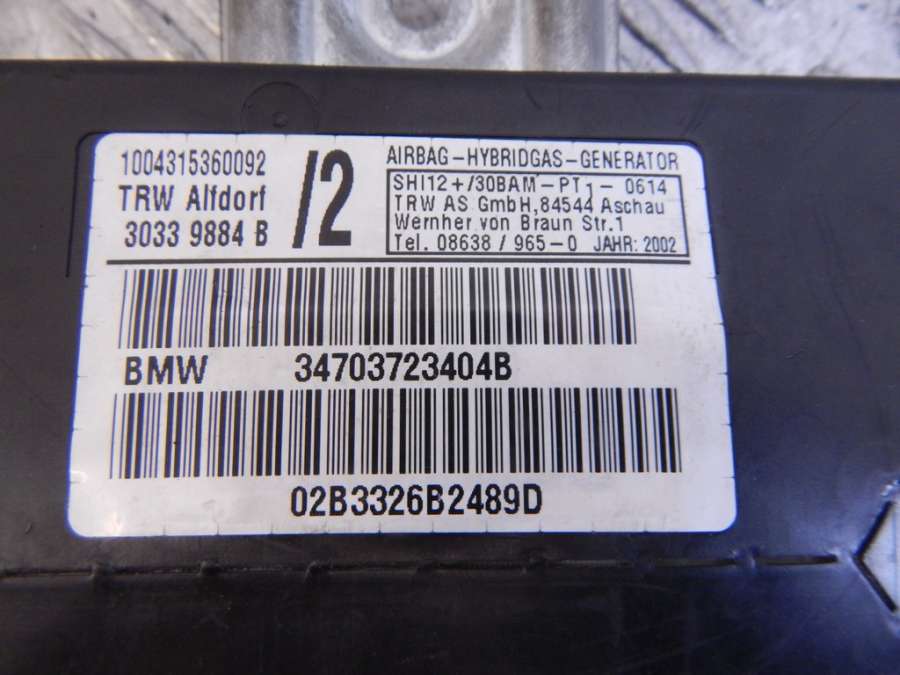 1004315360092
TRW Alfdorf
3033 9884 B
/2
AIRBAG-HYBRIDGAS-GENERATOR
SHI12+/30BAM-PT1- 0614
TRW AS GmbH,84544 Aschau
Wernher von Braun Str.1
Tel. 08638/965-0 JAHR: 2002
BMW 34703723404B
02B3326B2489D